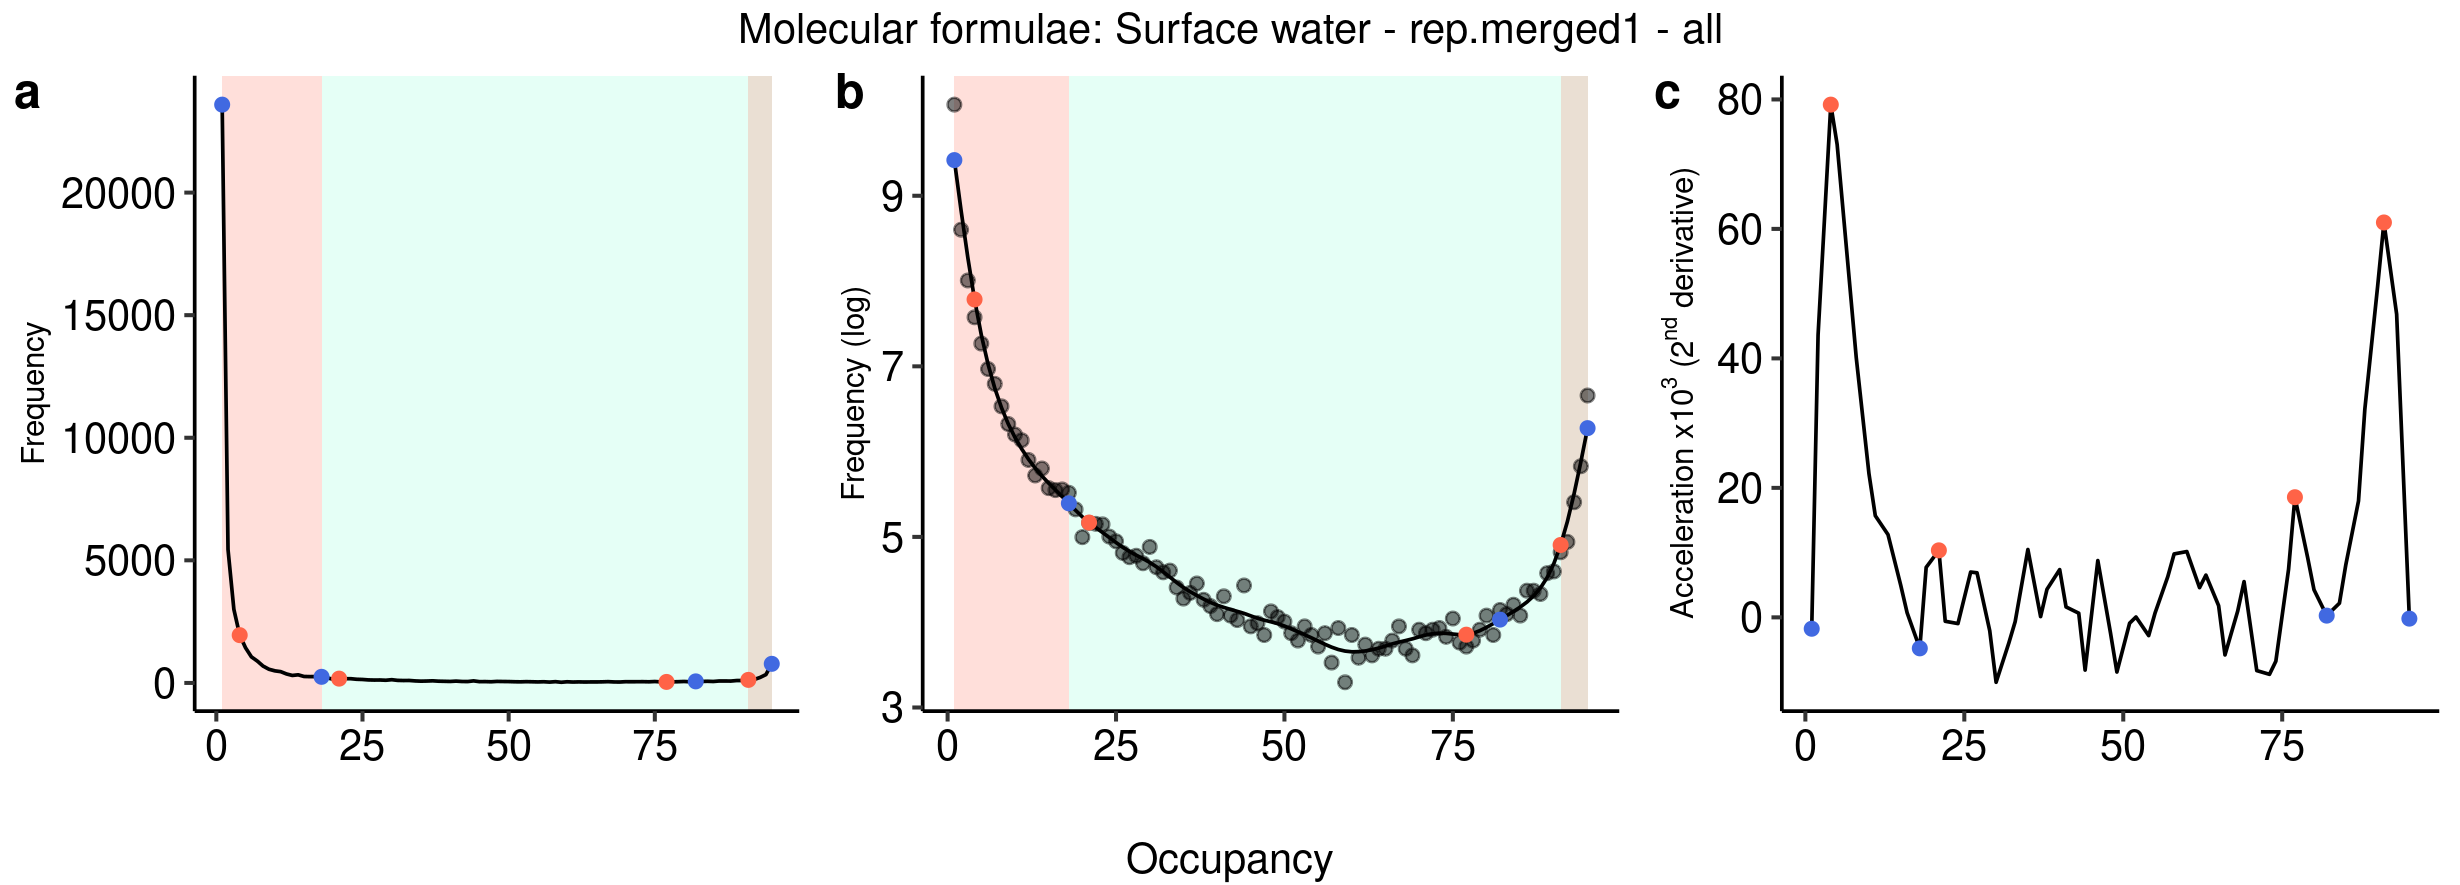 Molecular formulae: Surface water - rep.merged1 - all
a
Frequency
20000
15000
10000
5000
0
0 25 50 75
b
Frequency (log)
9
7
5
3
0 25 50 75
c
Acceleration x10³ (2ⁿᵈ derivative)
80
60
40
20
0
0 25 50 75
Occupancy